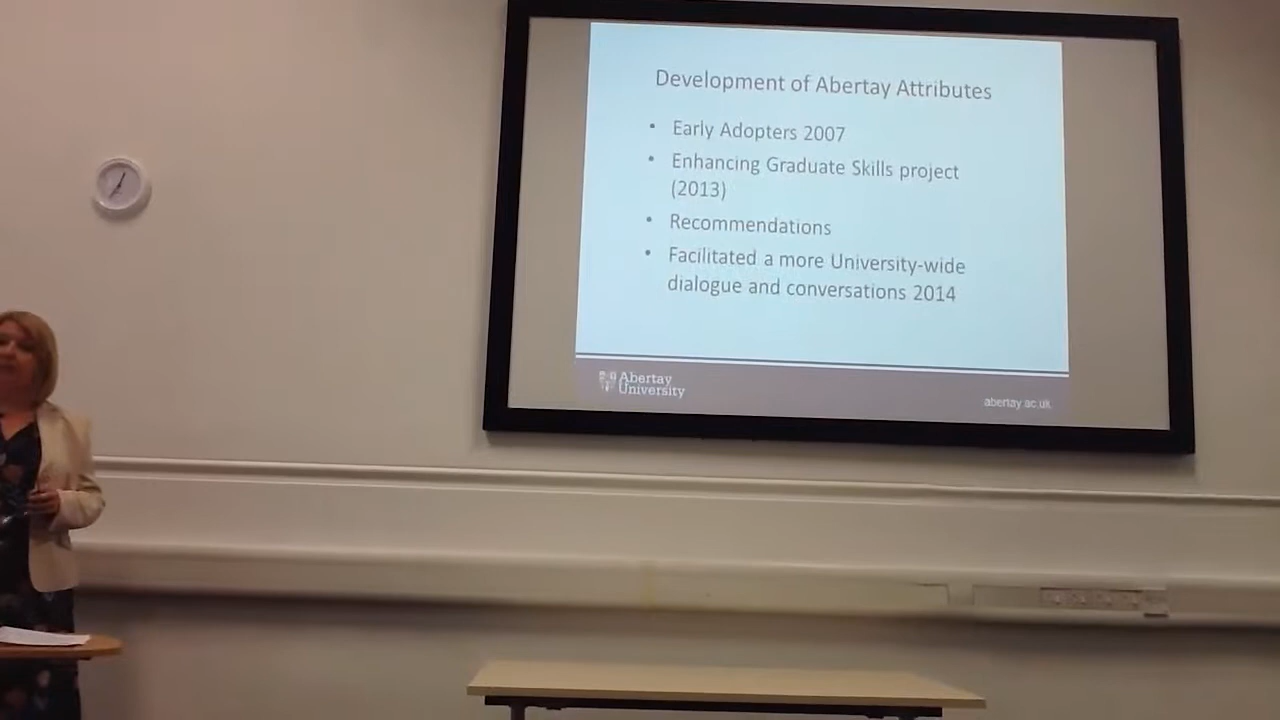 Development of Abertay Attributes
• Early Adopters 2007
• Enhancing Graduate Skills project
(2013)
• Recommendations
• Facilitated a more University-wide
dialogue and conversations 2014
Abertay
University
abertay.ac.uk